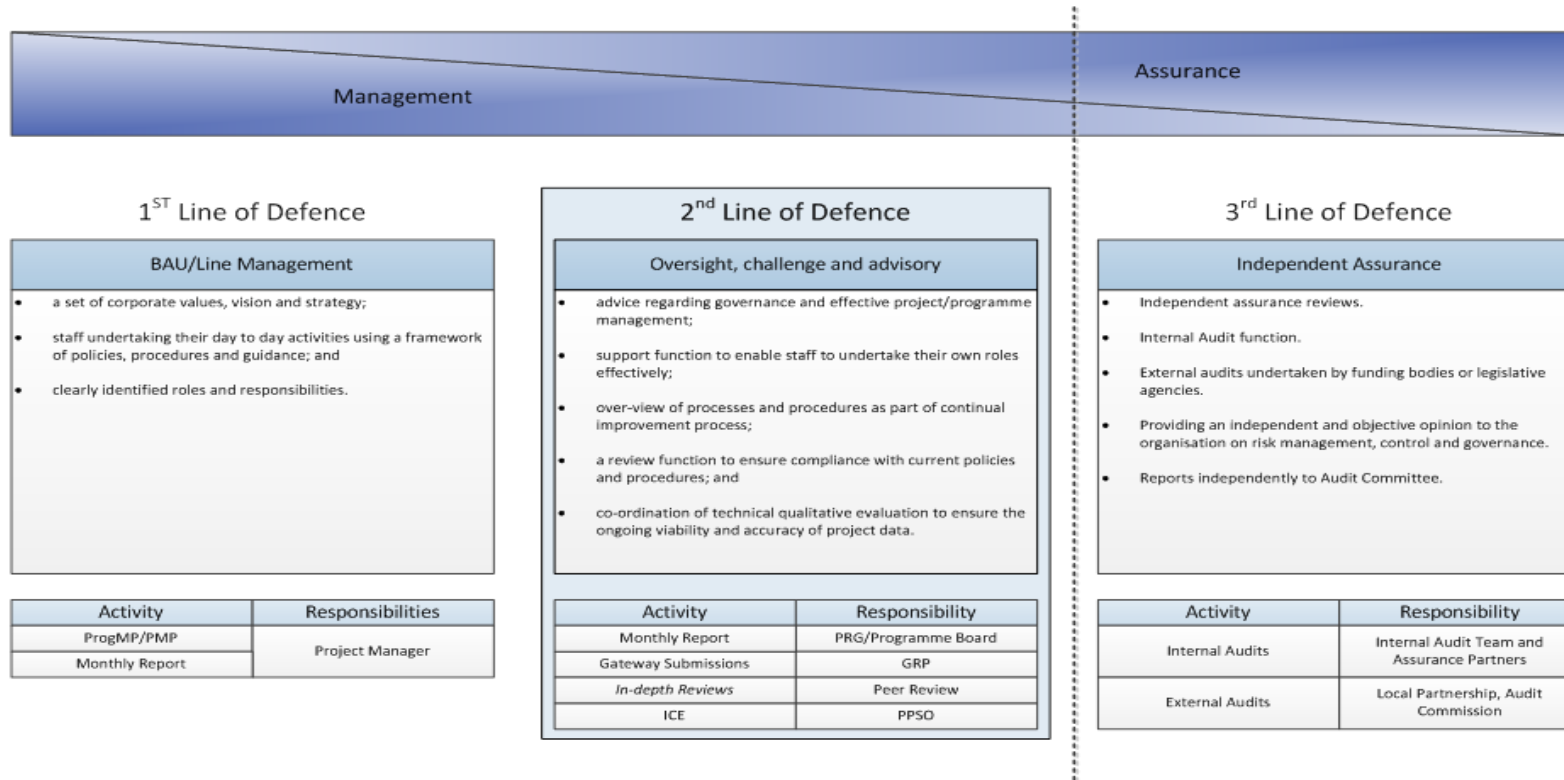 Management
Assurance
1ST Line of Defence
BAU/Line Management
• a set of corporate values, vision and strategy;
• staff undertaking their day to day activities using a framework
of policies, procedures and guidance; and
• clearly identified roles and responsibilities.
Activity Responsibilities
ProgMP/PMP
Project Manager
Monthly Report
2nd Line of Defence
Oversight, challenge and advisory
• advice regarding governance and effective project/programme
management;
• support function to enable staff to undertake their own roles
effectively;
• over-view of processes and procedures as part of continual
improvement process;
• a review function to ensure compliance with current policies
and procedures; and
• co-ordination of technical qualitative evaluation to ensure the
ongoing viability and accuracy of project data.
Activity Responsibility
Monthly Report PRG/Programme Board
Gateway Submissions GRP
In-depth Reviews Peer Review
ICE PPSO
3rd Line of Defence
Independent Assurance
• Independent assurance reviews.
• Internal Audit function.
• External audits undertaken by funding bodies or legislative
agencies.
• Providing an independent and objective opinion to the
organisation on risk management, control and governance.
• Reports independently to Audit Committee.
Activity Responsibility
Internal Audits Internal Audit Team and
Assurance Partners
External Audits Local Partnership, Audit
Commission